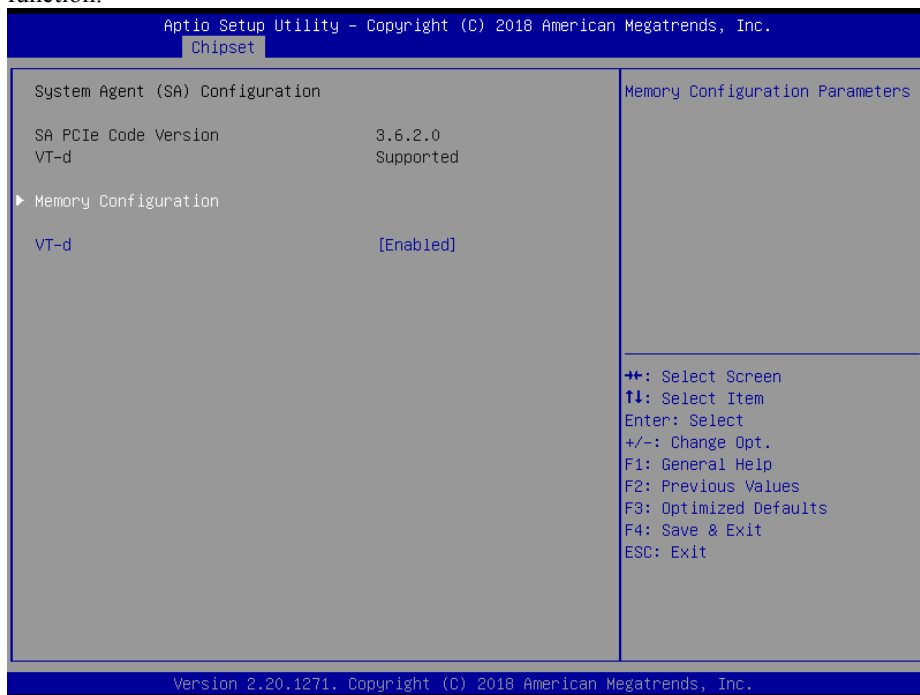 function.
Aptio Setup Utility – Copyright (C) 2018 American Megatrends, Inc.
Chipset
System Agent (SA) Configuration
SA PCIe Code Version 3.6.2.0
VT-d Supported
Memory Configuration
VT-d [Enabled]
Memory Configuration Parameters
→←: Select Screen
↑↓: Select Item
Enter: Select
+/-: Change Opt.
F1: General Help
F2: Previous Values
F3: Optimized Defaults
F4: Save & Exit
ESC: Exit
Version 2.20.1271. Copyright (C) 2018 American Megatrends, Inc.